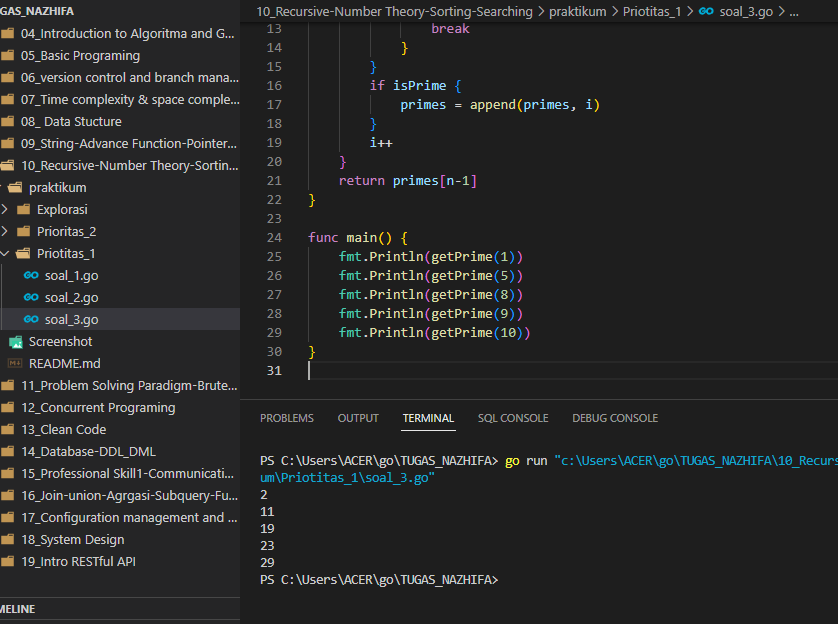 GAS_NAZHIFA
04_Introduction to Algoritma and G...
05_Basic Programing
06_version control and branch mana...
07_Time complexity & space comple...
08_ Data Stucture
09_String-Advance Function-Pointer...
10_Recursive-Number Theory-Sortin...
praktikum
Explorasi
Prioritas_2
Priotitas_1
GO soal_1.go
GO soal_2.go
GO soal_3.go
Screenshot
README.md
11_Problem Solving Paradigm-Brute...
12_Concurrent Programing
13_Clean Code
14_Database-DDL_DML
15_Professional Skill1-Communicati...
16_Join-union-Agrgasi-Subquery-Fu...
17_Configuration management and ...
18_System Design
19_Intro RESTful API
MELINE
10_Recursive-Number Theory-Sorting-Searching > praktikum > Priotitas_1 > GO soal_3.go > ...
13 break
14 }
15 }
16 if isPrime {
17 primes = append(primes, i)
18 }
19 i++
20 }
21 return primes[n-1]
22 }
23
24 func main() {
25 fmt.Println(getPrime(1))
26 fmt.Println(getPrime(5))
27 fmt.Println(getPrime(8))
28 fmt.Println(getPrime(9))
29 fmt.Println(getPrime(10))
30 }
31
PROBLEMS OUTPUT TERMINAL SQL CONSOLE DEBUG CONSOLE
PS C:\Users\ACER\go\TUGAS_NAZHIFA> go run "c:\Users\ACER\go\TUGAS_NAZHIFA\10_Recurs
um\Priotitas_1\soal_3.go"
2
11
19
23
29
PS C:\Users\ACER\go\TUGAS_NAZHIFA>